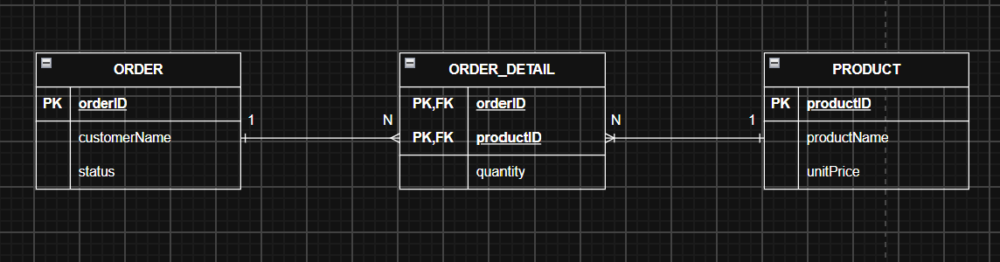 ORDER
PK orderID
customerName
status
1 N
ORDER_DETAIL
PK,FK orderID
PK,FK productID
quantity
N 1
PRODUCT
PK productID
productName
unitPrice